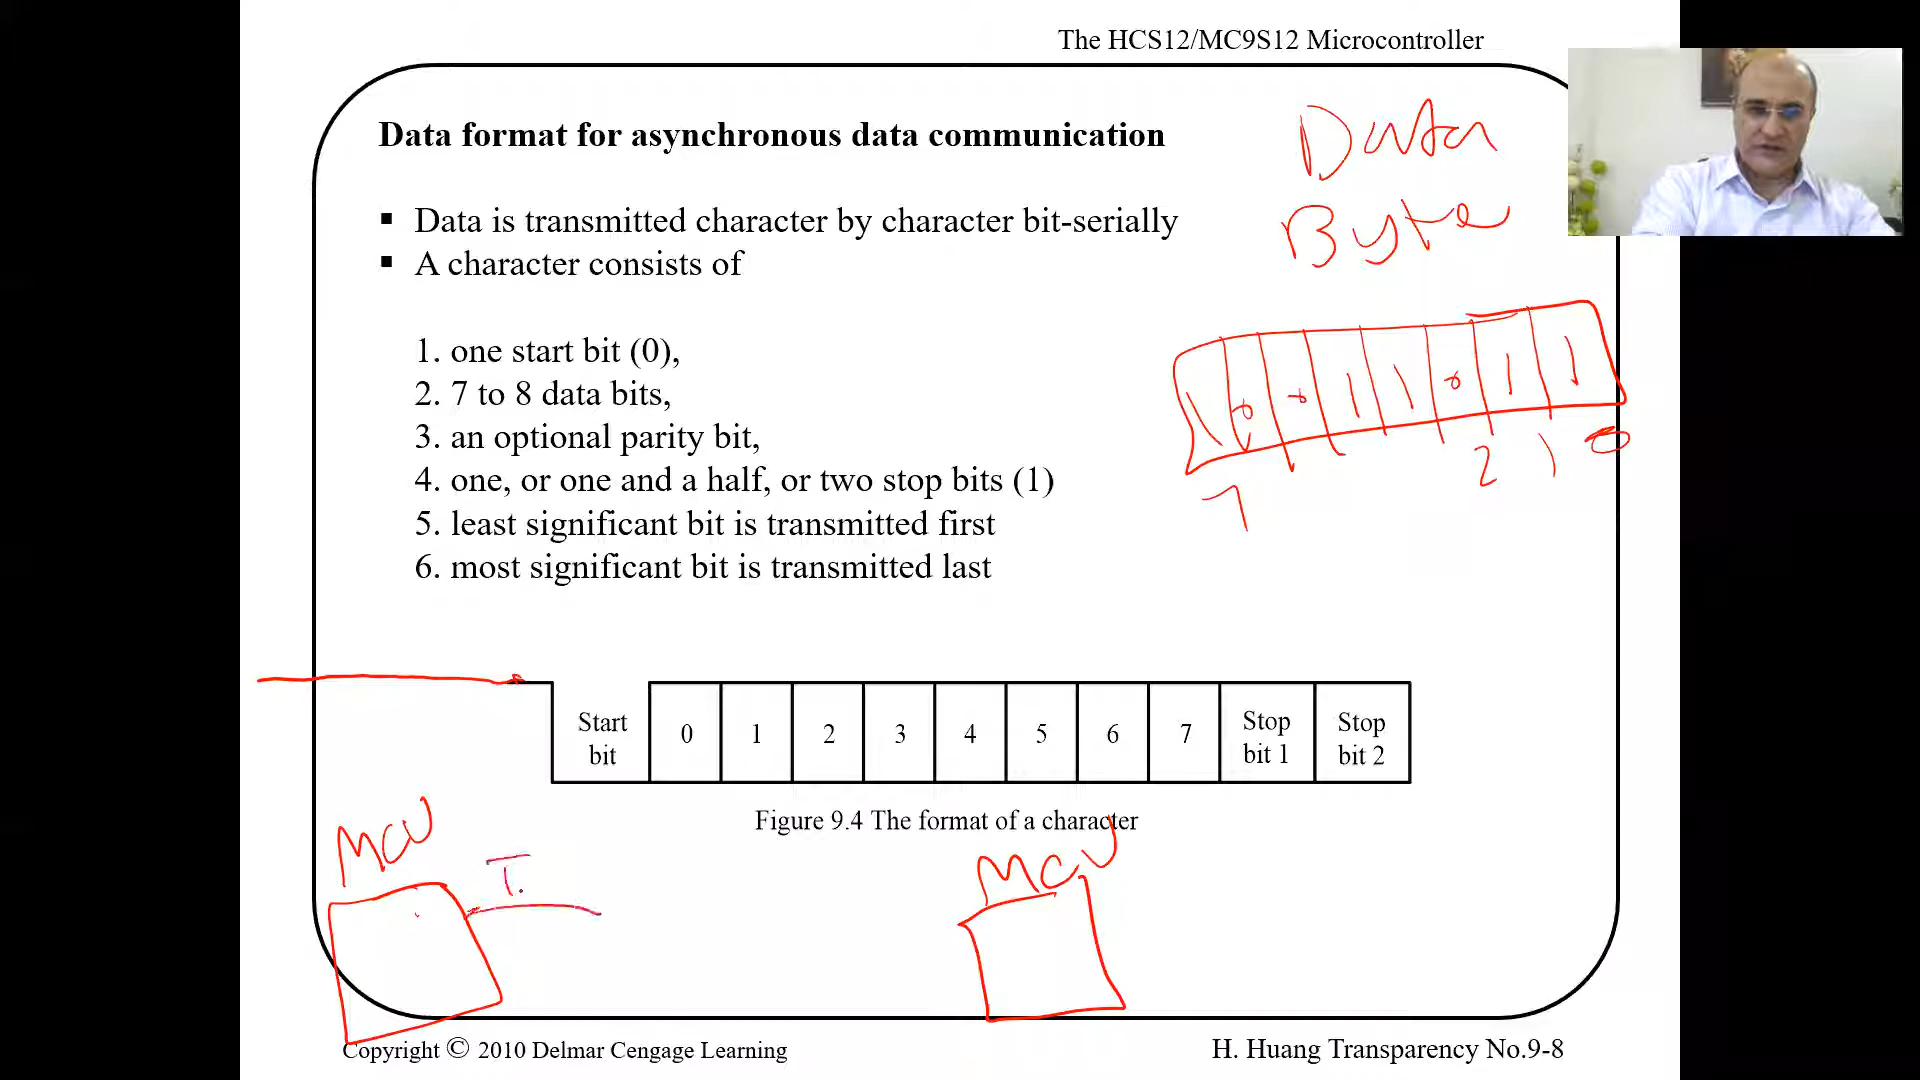 The HCS12/MC9S12 Microcontroller
Data format for asynchronous data communication
▪ Data is transmitted character by character bit-serially
▪ A character consists of
1. one start bit (0),
2. 7 to 8 data bits,
3. an optional parity bit,
4. one, or one and a half, or two stop bits (1)
5. least significant bit is transmitted first
6. most significant bit is transmitted last
Data
Byte
1 0 0 1 1 0 1 1
7 2 1 0
Start bit 0 1 2 3 4 5 6 7 Stop bit 1 Stop bit 2
Figure 9.4 The format of a character
MCU
T
MCU
Copyright © 2010 Delmar Cengage Learning
H. Huang Transparency No.9-8